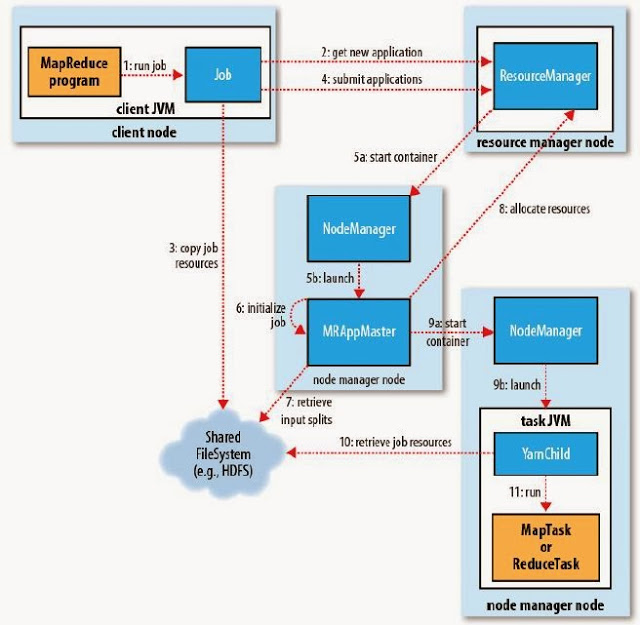 MapReduce
program
1: run job
Job
client JVM
client node
2: get new application
4: submit applications
ResourceManager
resource manager node
5a: start container
8: allocate resources
3: copy job
resources
NodeManager
5b: launch
6: initialize
job
MRAppMaster
node manager node
9a: start
container
NodeManager
9b: launch
7: retrieve
input splits
Shared
FileSystem
(e.g., HDFS)
10: retrieve job resources
task JVM
YarnChild
11: run
MapTask
or
ReduceTask
node manager node